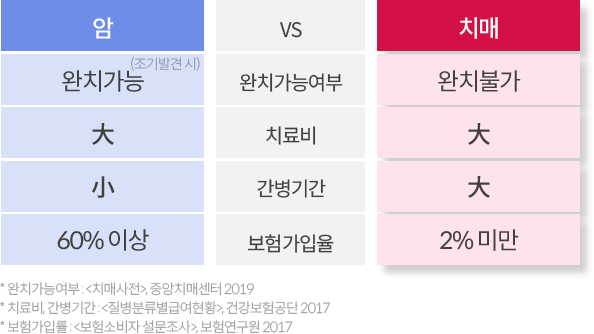 암 VS 치매
(조기발견 시)
완치가능 완치가능여부 완치불가
大 치료비 大
小 간병기간 大
60% 이상 보험가입율 2% 미만
* 완치가능여부 : <치매사전>, 중앙치매센터 2019
* 치료비, 간병기간 : <질병분류별급여현황>, 건강보험공단 2017
* 보험가입률 : <보험소비자 설문조사>, 보험연구원 2017